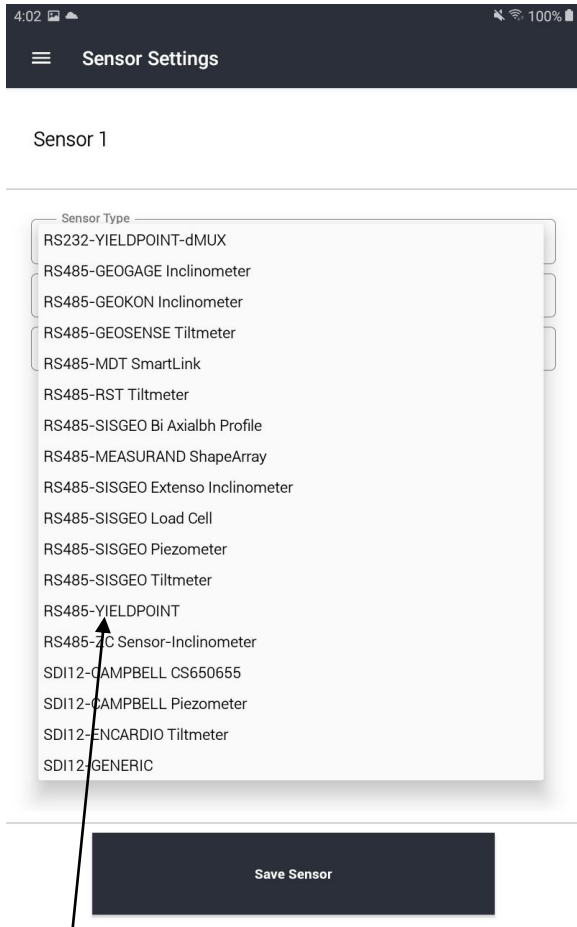 4:02 100%
Sensor Settings
Sensor 1
Sensor Type
RS232-YIELDPOINT-dMUX
RS485-GEOGAGE Inclinometer
RS485-GEOKON Inclinometer
RS485-GEOSENSE Tiltmeter
RS485-MDT SmartLink
RS485-RST Tiltmeter
RS485-SISGEO Bi Axialbh Profile
RS485-MEASURAND ShapeArray
RS485-SISGEO Extenso Inclinometer
RS485-SISGEO Load Cell
RS485-SISGEO Piezometer
RS485-SISGEO Tiltmeter
RS485-YIELDPOINT
RS485-ZC Sensor-Inclinometer
SDI12-CAMPBELL CS650655
SDI12-CAMPBELL Piezometer
SDI12-ENCARDIO Tiltmeter
SDI12-GENERIC
Save Sensor